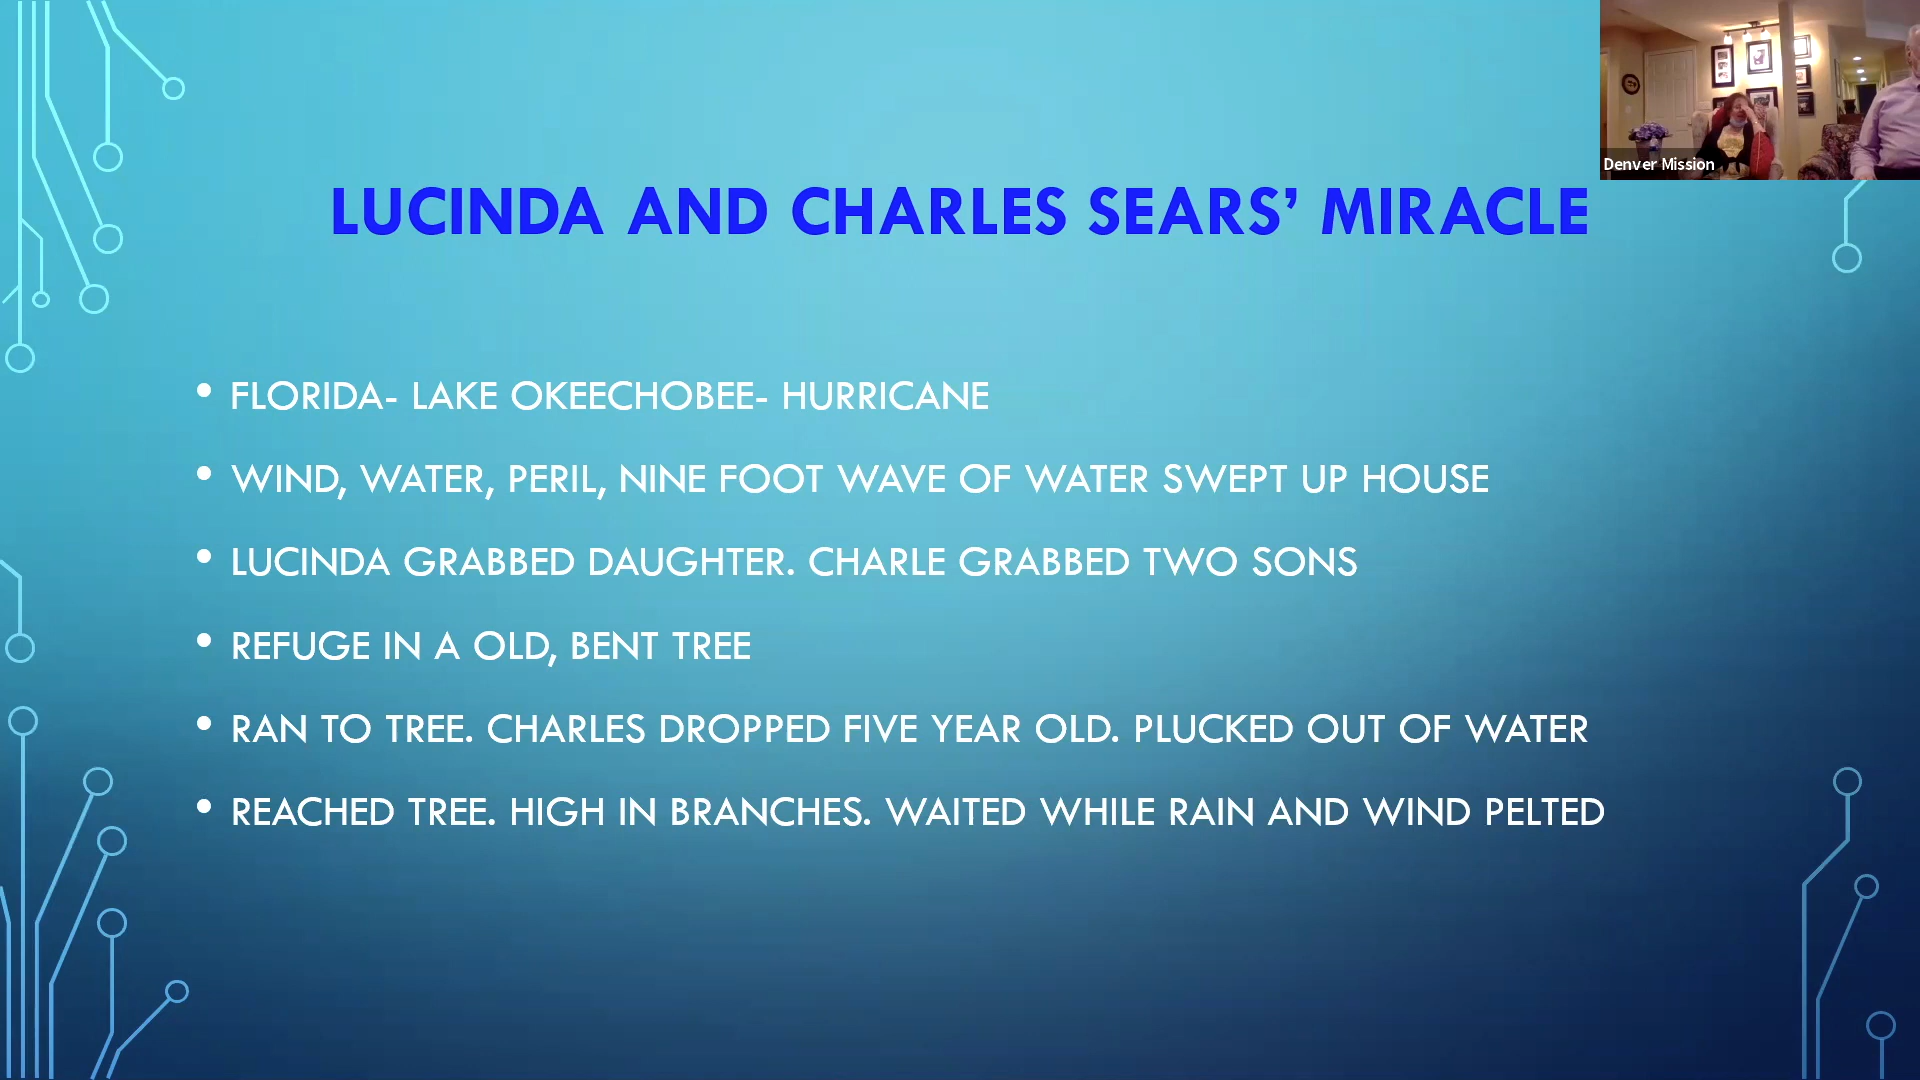 Denver Mission
LUCINDA AND CHARLES SEARS’ MIRACLE
• FLORIDA- LAKE OKEECHOBEE- HURRICANE
• WIND, WATER, PERIL, NINE FOOT WAVE OF WATER SWEPT UP HOUSE
• LUCINDA GRABBED DAUGHTER. CHARLE GRABBED TWO SONS
• REFUGE IN A OLD, BENT TREE
• RAN TO TREE. CHARLES DROPPED FIVE YEAR OLD. PLUCKED OUT OF WATER
• REACHED TREE. HIGH IN BRANCHES. WAITED WHILE RAIN AND WIND PELTED